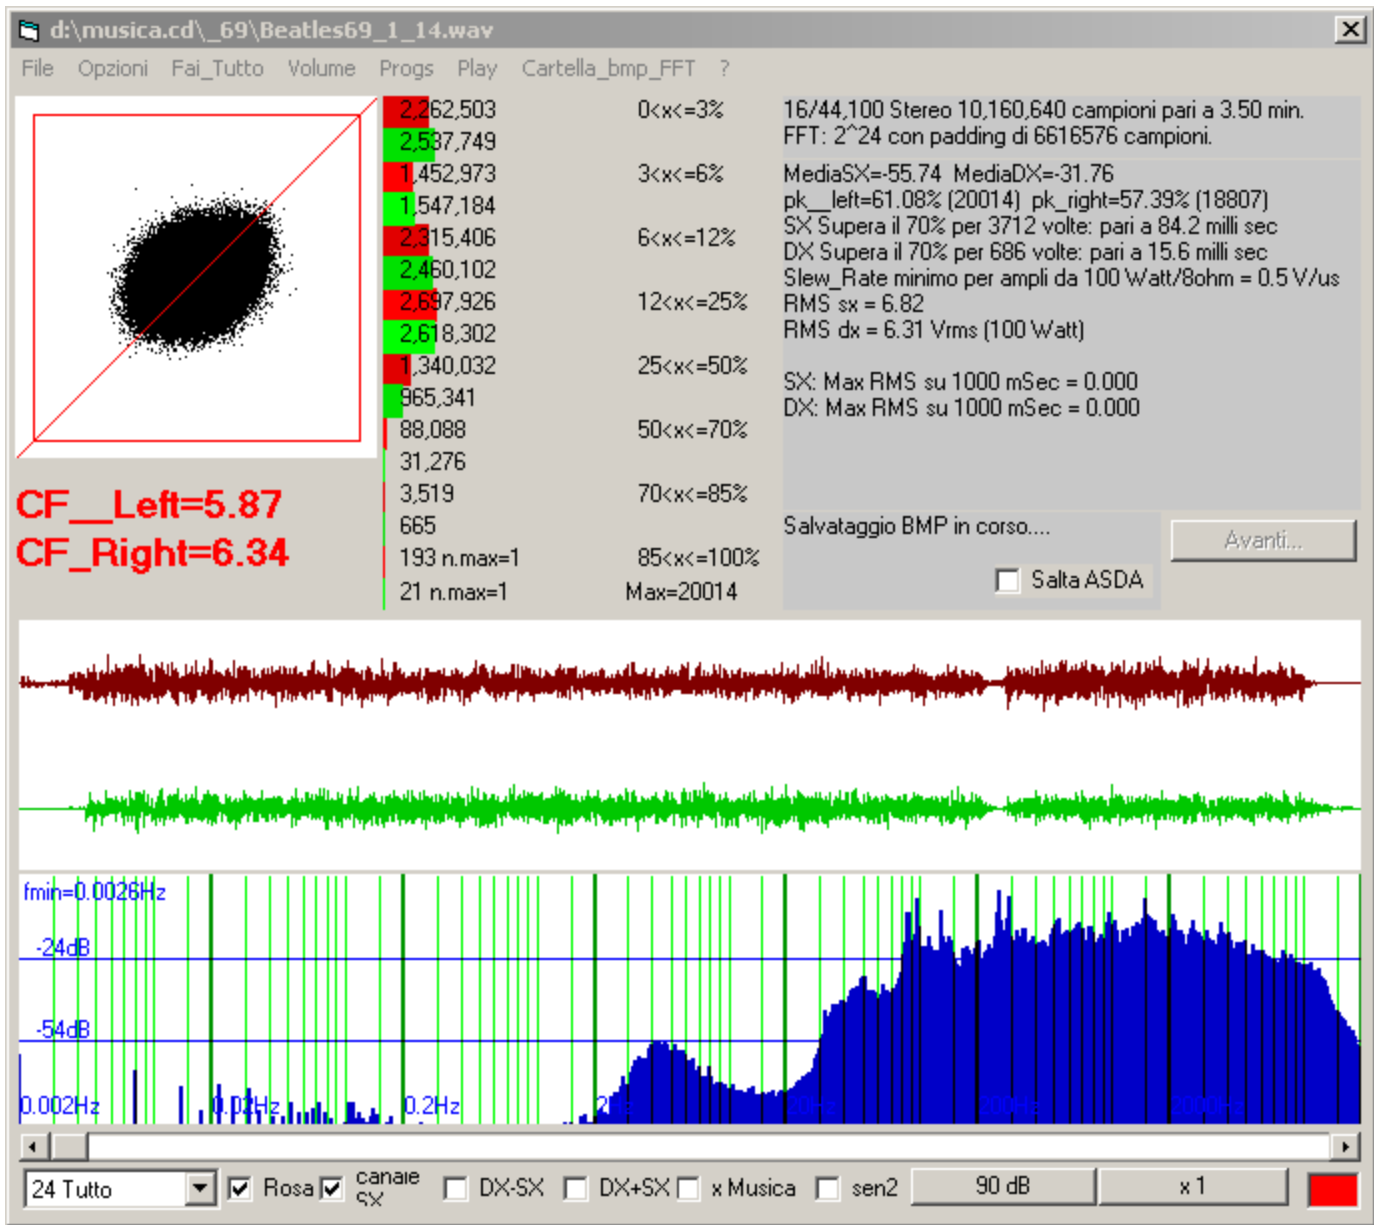 d:\musica.cd\_69\Beatles69_1_14.wav
File Opzioni Fai_Tutto Volume Progs Play Cartella_bmp_FFT ?
2,262,503 0<x<=3%
2,537,749
1,452,973 3<x<=6%
1,547,184
2,315,406 6<x<=12%
2,460,102
2,697,926 12<x<=25%
2,618,302
1,340,032 25<x<=50%
965,341
88,088 50<x<=70%
31,276
3,519 70<x<=85%
665
193 n.max=1 85<x<=100%
21 n.max=1 Max=20014
16/44,100 Stereo 10,160,640 campioni pari a 3.50 min.
FFT: 2^24 con padding di 6616576 campioni.
MediaSX=-55.74 MediaDX=-31.76
pk__left=61.08% (20014) pk_right=57.39% (18807)
SX Supera il 70% per 3712 volte: pari a 84.2 milli sec
DX Supera il 70% per 686 volte: pari a 15.6 milli sec
Slew_Rate minimo per ampli da 100 Watt/8ohm = 0.5 V/us
RMS sx = 6.82
RMS dx = 6.31 Vrms (100 Watt)
SX: Max RMS su 1000 mSec = 0.000
DX: Max RMS su 1000 mSec = 0.000
CF__Left=5.87
CF_Right=6.34
Salvataggio BMP in corso....
Avanti...
Salta ASDA
fmin=0.0026Hz
-24dB
-54dB
0.002Hz 0.02Hz 0.2Hz 2Hz 20Hz 200Hz 2000Hz
24 Tutto Rosa canale SX DX-SX DX+SX x Musica sen2 90 dB x 1